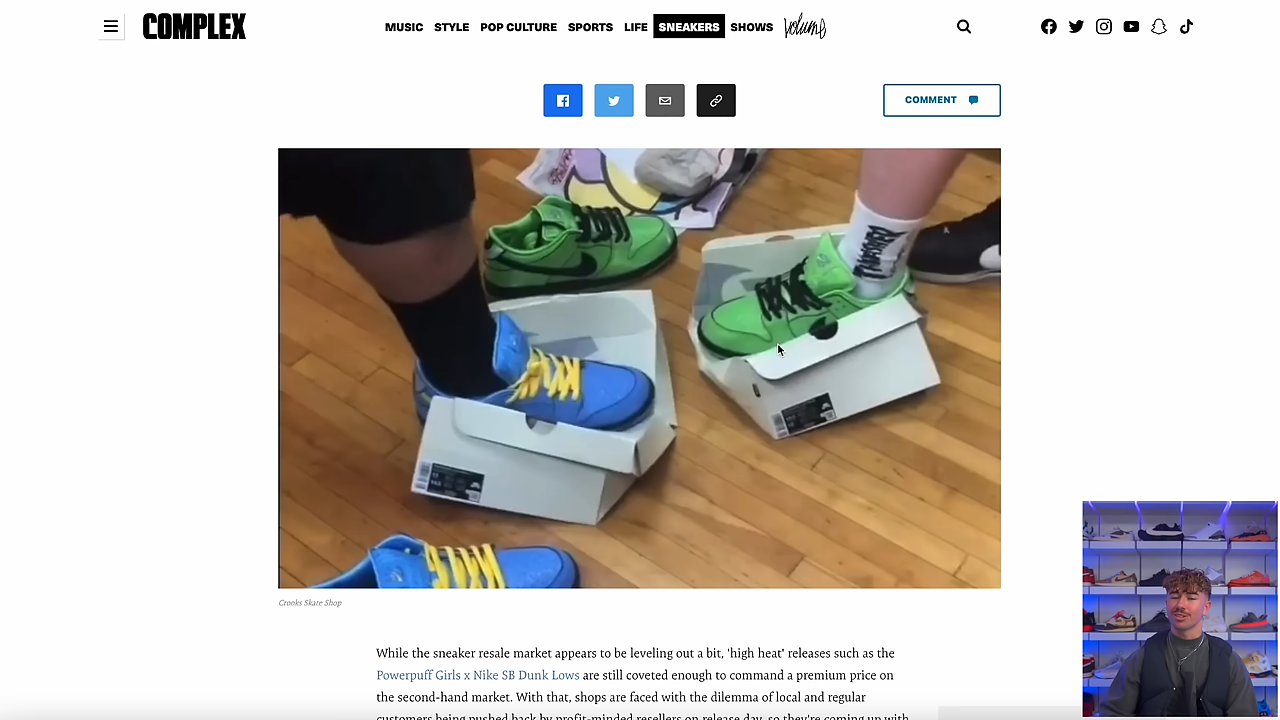 COMPLEX
MUSIC STYLE POP CULTURE SPORTS LIFE SNEAKERS SHOWS Volume
COMMENT
Crooks Skate Shop
While the sneaker resale market appears to be leveling out a bit, 'high heat' releases such as the
Powerpuff Girls x Nike SB Dunk Lows are still coveted enough to command a premium price on
the second-hand market. With that, shops are faced with the dilemma of local and regular
customers being pushed back by profit-minded resellers on release day, so they're coming up with